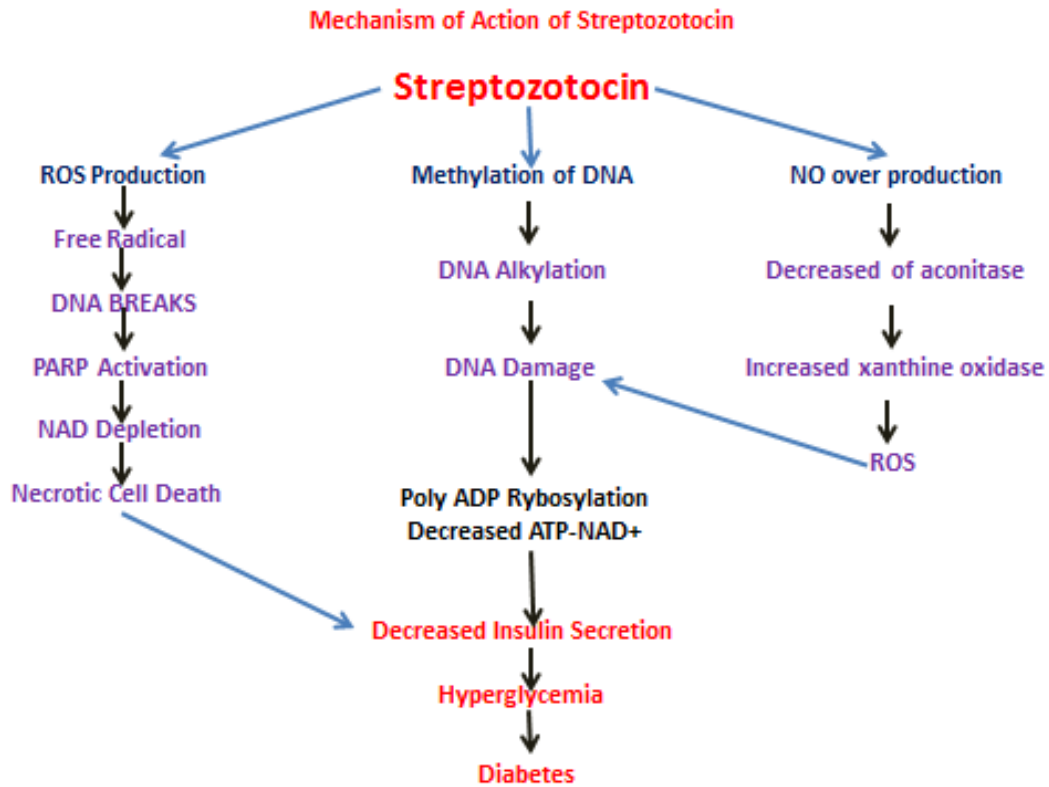 Mechanism of Action of Streptozotocin
Streptozotocin
ROS Production
Free Radical
DNA BREAKS
PARP Activation
NAD Depletion
Necrotic Cell Death
Methylation of DNA
DNA Alkylation
DNA Damage
Poly ADP Rybosylation
Decreased ATP-NAD+
NO over production
Decreased of aconitase
Increased xanthine oxidase
ROS
Decreased Insulin Secretion
Hyperglycemia
Diabetes